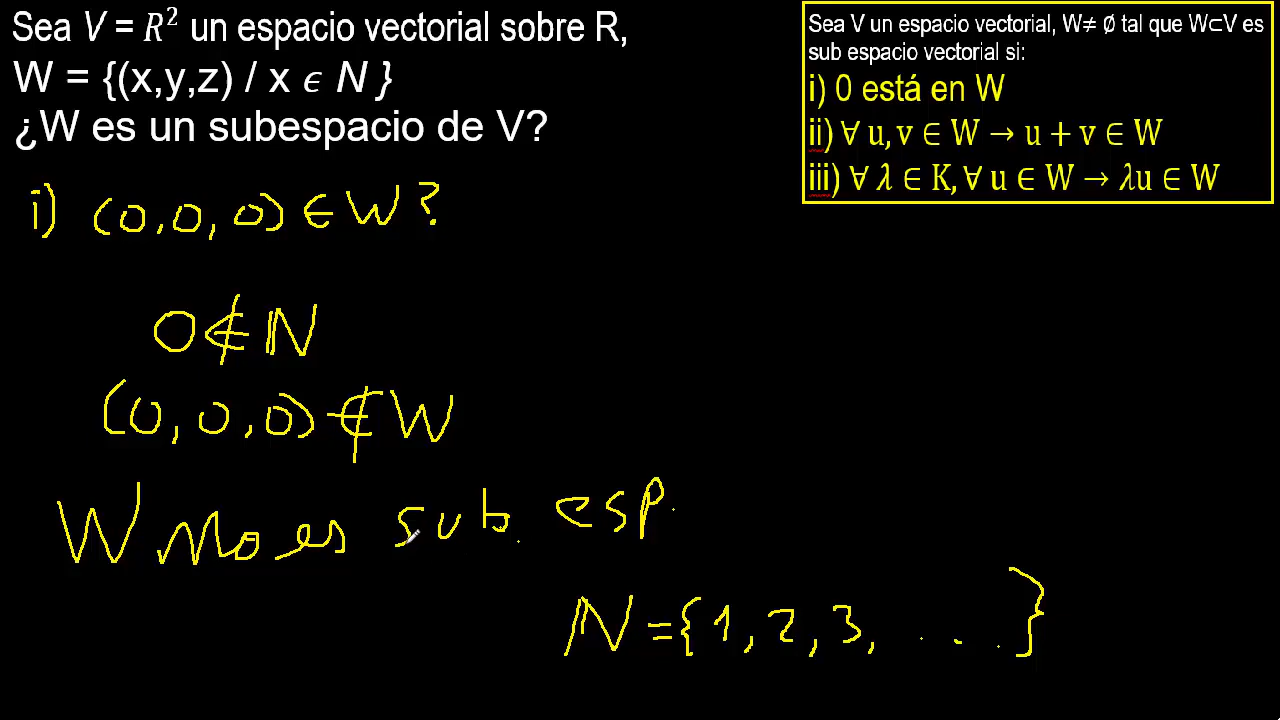 Sea V = R² un espacio vectorial sobre R,
W = {(x,y,z) / x ϵ N }
¿W es un subespacio de V?
Sea V un espacio vectorial, W≠ ∅ tal que W⊂V es
sub espacio vectorial si:
i) 0 está en W
ii) ∀ u, v ∈ W → u + v ∈ W
iii) ∀ λ ∈ K, ∀ u ∈ W → λu ∈ W
i) (0,0,0) ∈ W ?
0 ∉ N
(0,0,0) ∉ W
W no es sub. esp.
N = {1, 2, 3, ...}